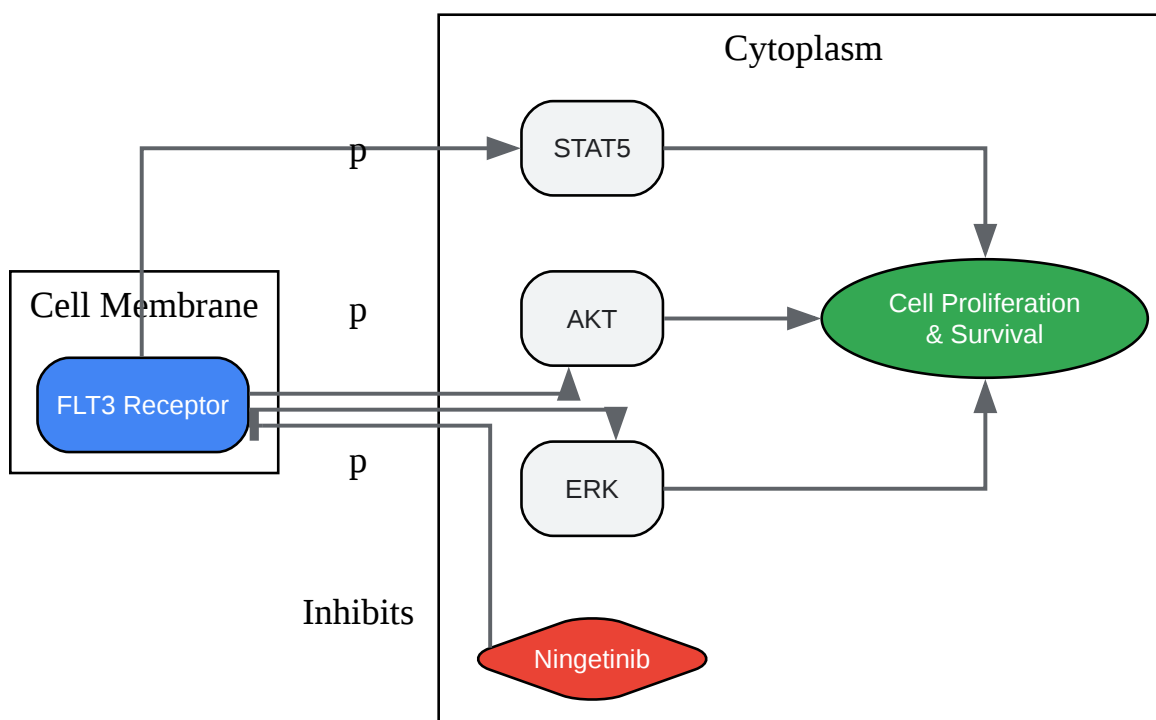 Cytoplasm
p
STAT5
Cell Membrane
p
AKT
Cell Proliferation
& Survival
FLT3 Receptor
p
ERK
Inhibits
Ningetinib